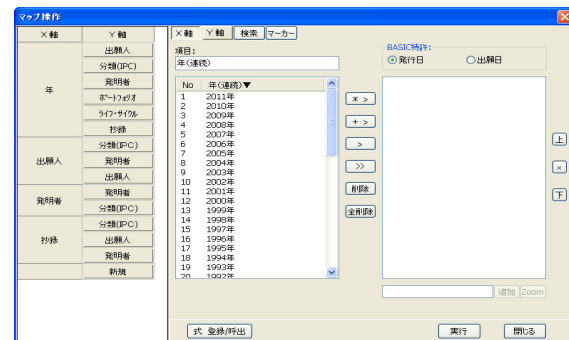 マップ操作
X 軸
Y 軸
年
出願人
分類(IPC)
発明者
ポートフォリオ
ライフ・サイクル
抄録
出願人
分類(IPC)
発明者
出願人
発明者
発明者
分類(IPC)
抄録
分類(IPC)
出願人
発明者
新規
X 軸 Y 軸 検索 マーカー
項目:
年(連続)
No 年(連続)▼
1 2011年
2 2010年
3 2009年
4 2008年
5 2007年
6 2006年
7 2005年
8 2004年
9 2003年
10 2002年
11 2001年
12 2000年
13 1999年
14 1998年
15 1997年
16 1996年
17 1995年
18 1994年
19 1993年
20 1992年
* >
+ >
>
>>
削除
全削除
BASIC特許:
発行日 出願日
上
×
下
追加 Zoom
式 登録/呼出
実行 閉じる